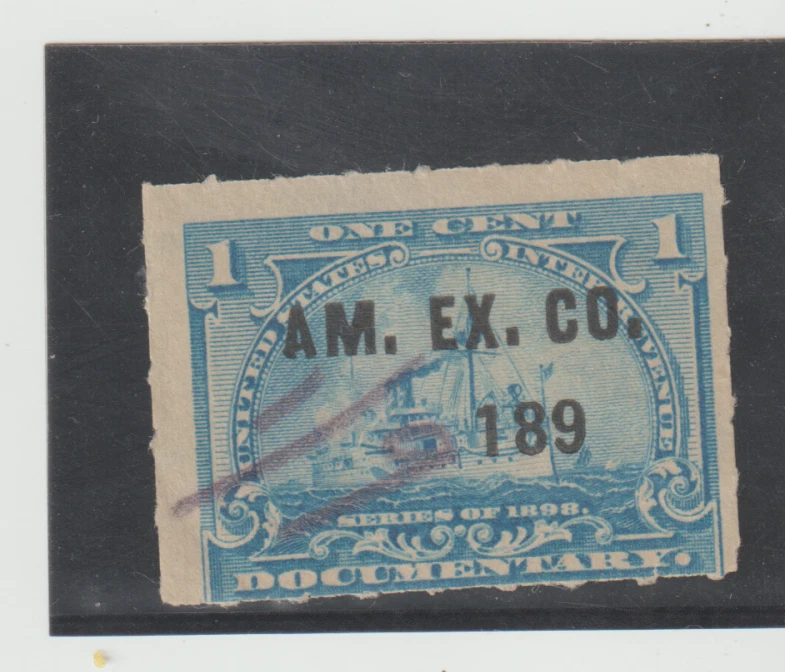 ONE CENT
1 1
UNITED STATES INTER. REVENUE
AM. EX. CO.
189
SERIES OF 1898.
DOCUMENTARY.